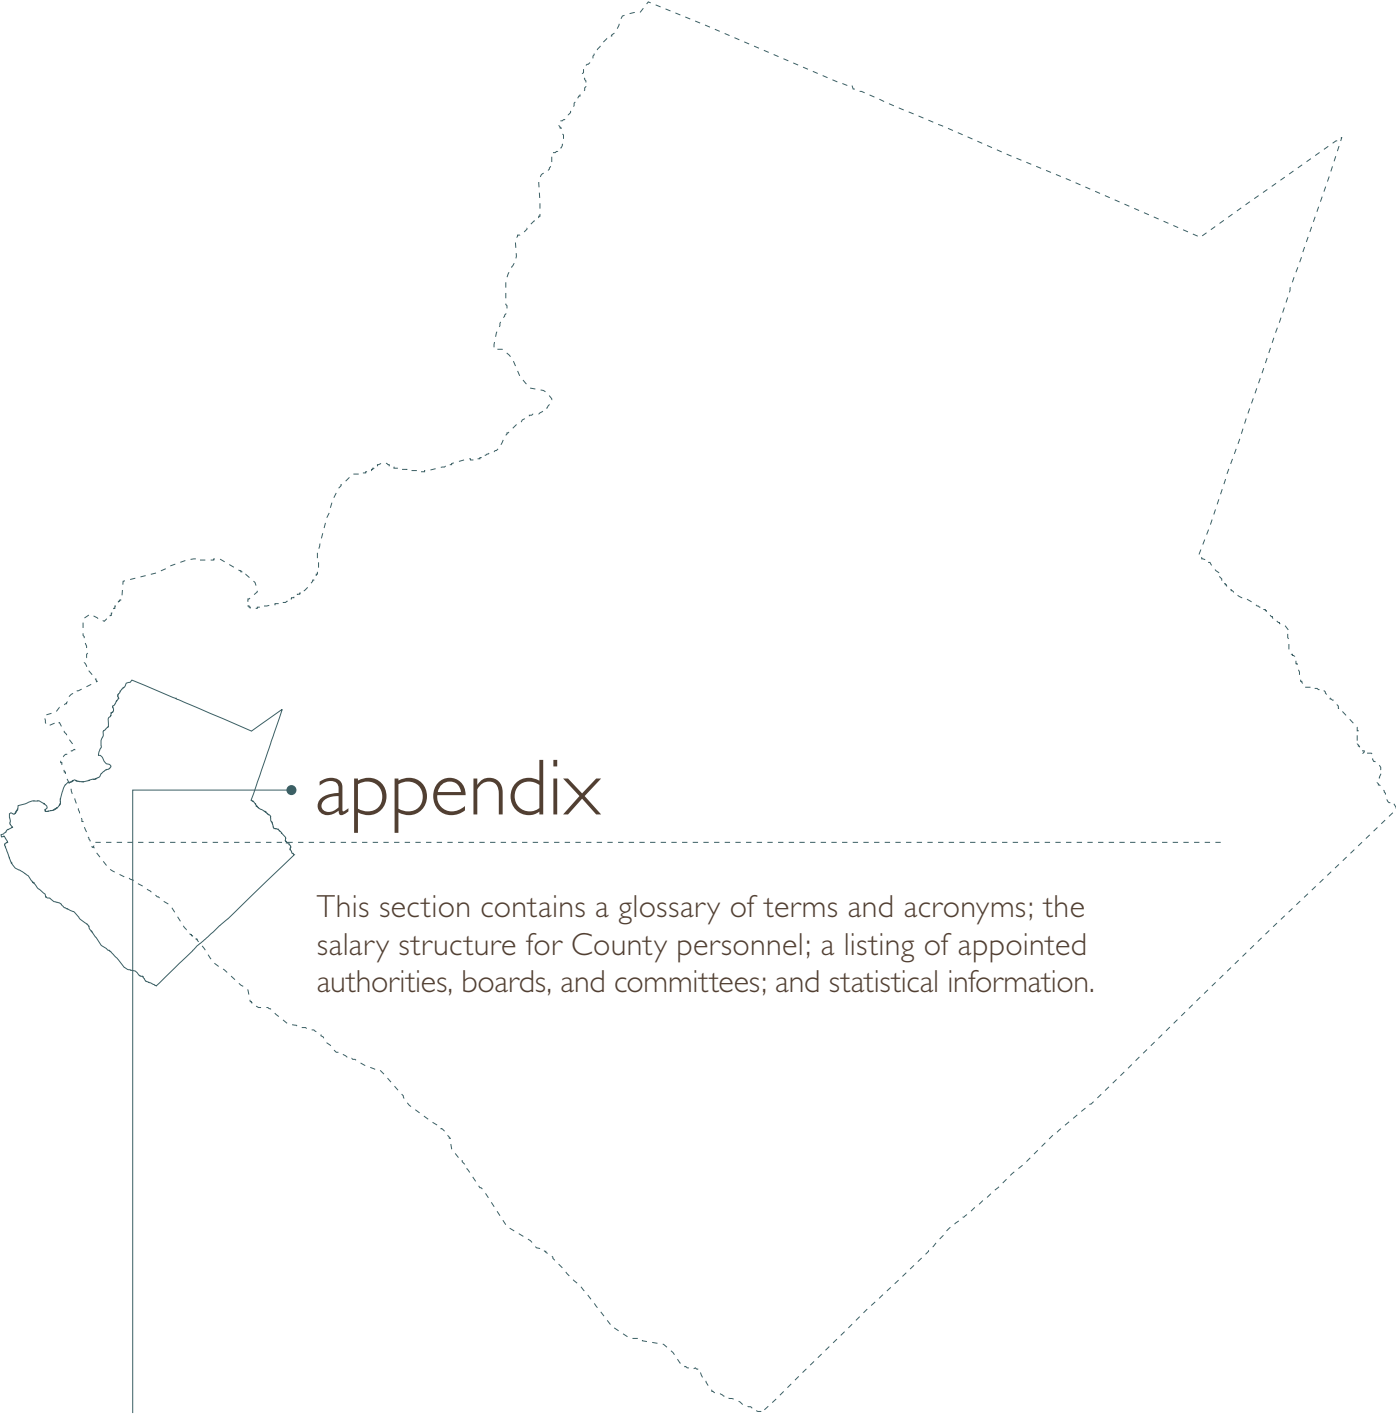 appendix
This section contains a glossary of terms and acronyms; the
salary structure for County personnel; a listing of appointed
authorities, boards, and committees; and statistical information.